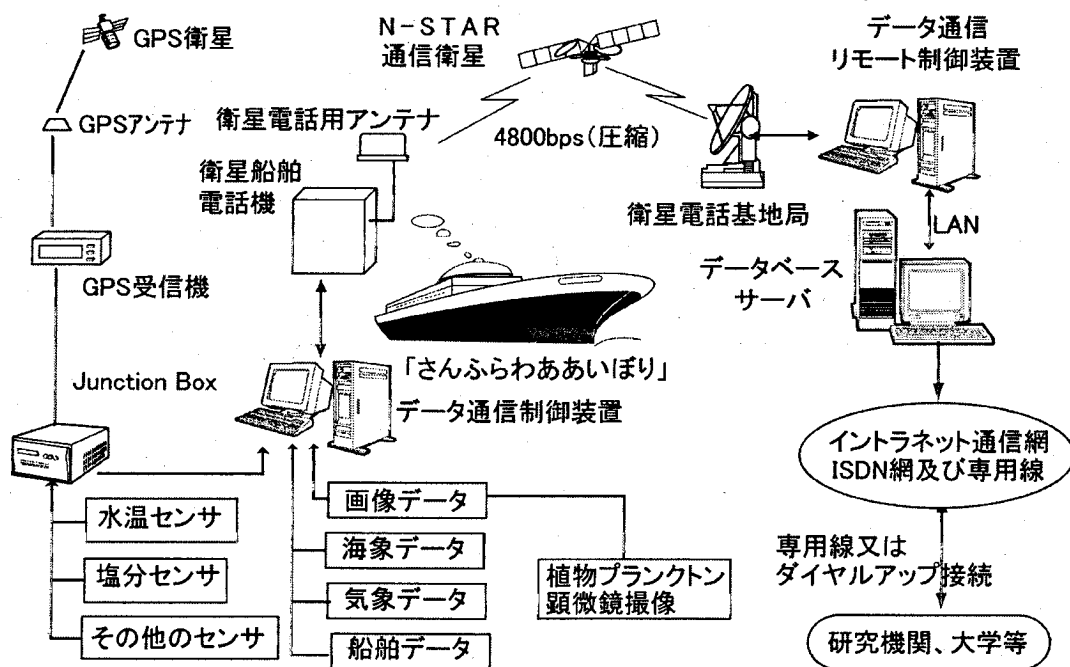 GPS衛星
N-STAR
通信衛星
データ通信
リモート制御装置
GPSアンテナ
衛星電話用アンテナ
4800bps(圧縮)
衛星船舶
電話機
衛星電話基地局
LAN
GPS受信機
データベース
サーバ
「さんふらわああいぼり」
Junction Box
データ通信制御装置
イントラネット通信網
ISDN網及び専用線
画像データ
水温センサ
海象データ
専用線又は
ダイヤルアップ接続
植物プランクトン
顕微鏡撮像
塩分センサ
気象データ
その他のセンサ
船舶データ
研究機関、大学等